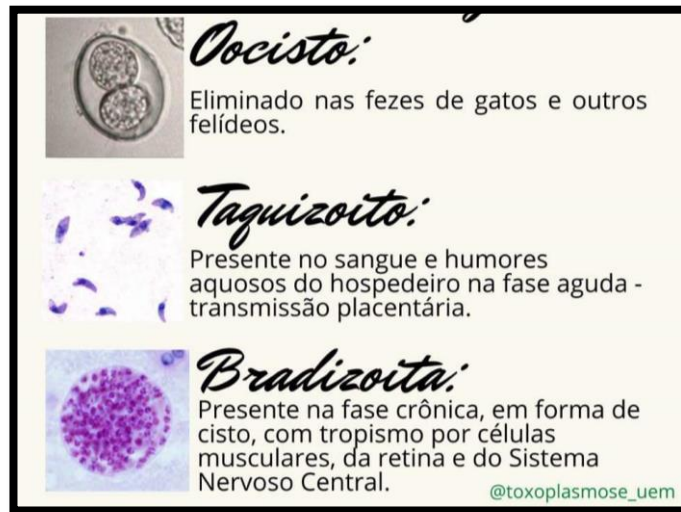 Oocisto:
Eliminado nas fezes de gatos e outros
felídeos.
Taquizoíto:
Presente no sangue e humores
aquosos do hospedeiro na fase aguda -
transmissão placentária.
Bradizoíta:
Presente na fase crônica, em forma de
cisto, com tropismo por células
musculares, da retina e do Sistema
Nervoso Central.
@toxoplasmose_uem